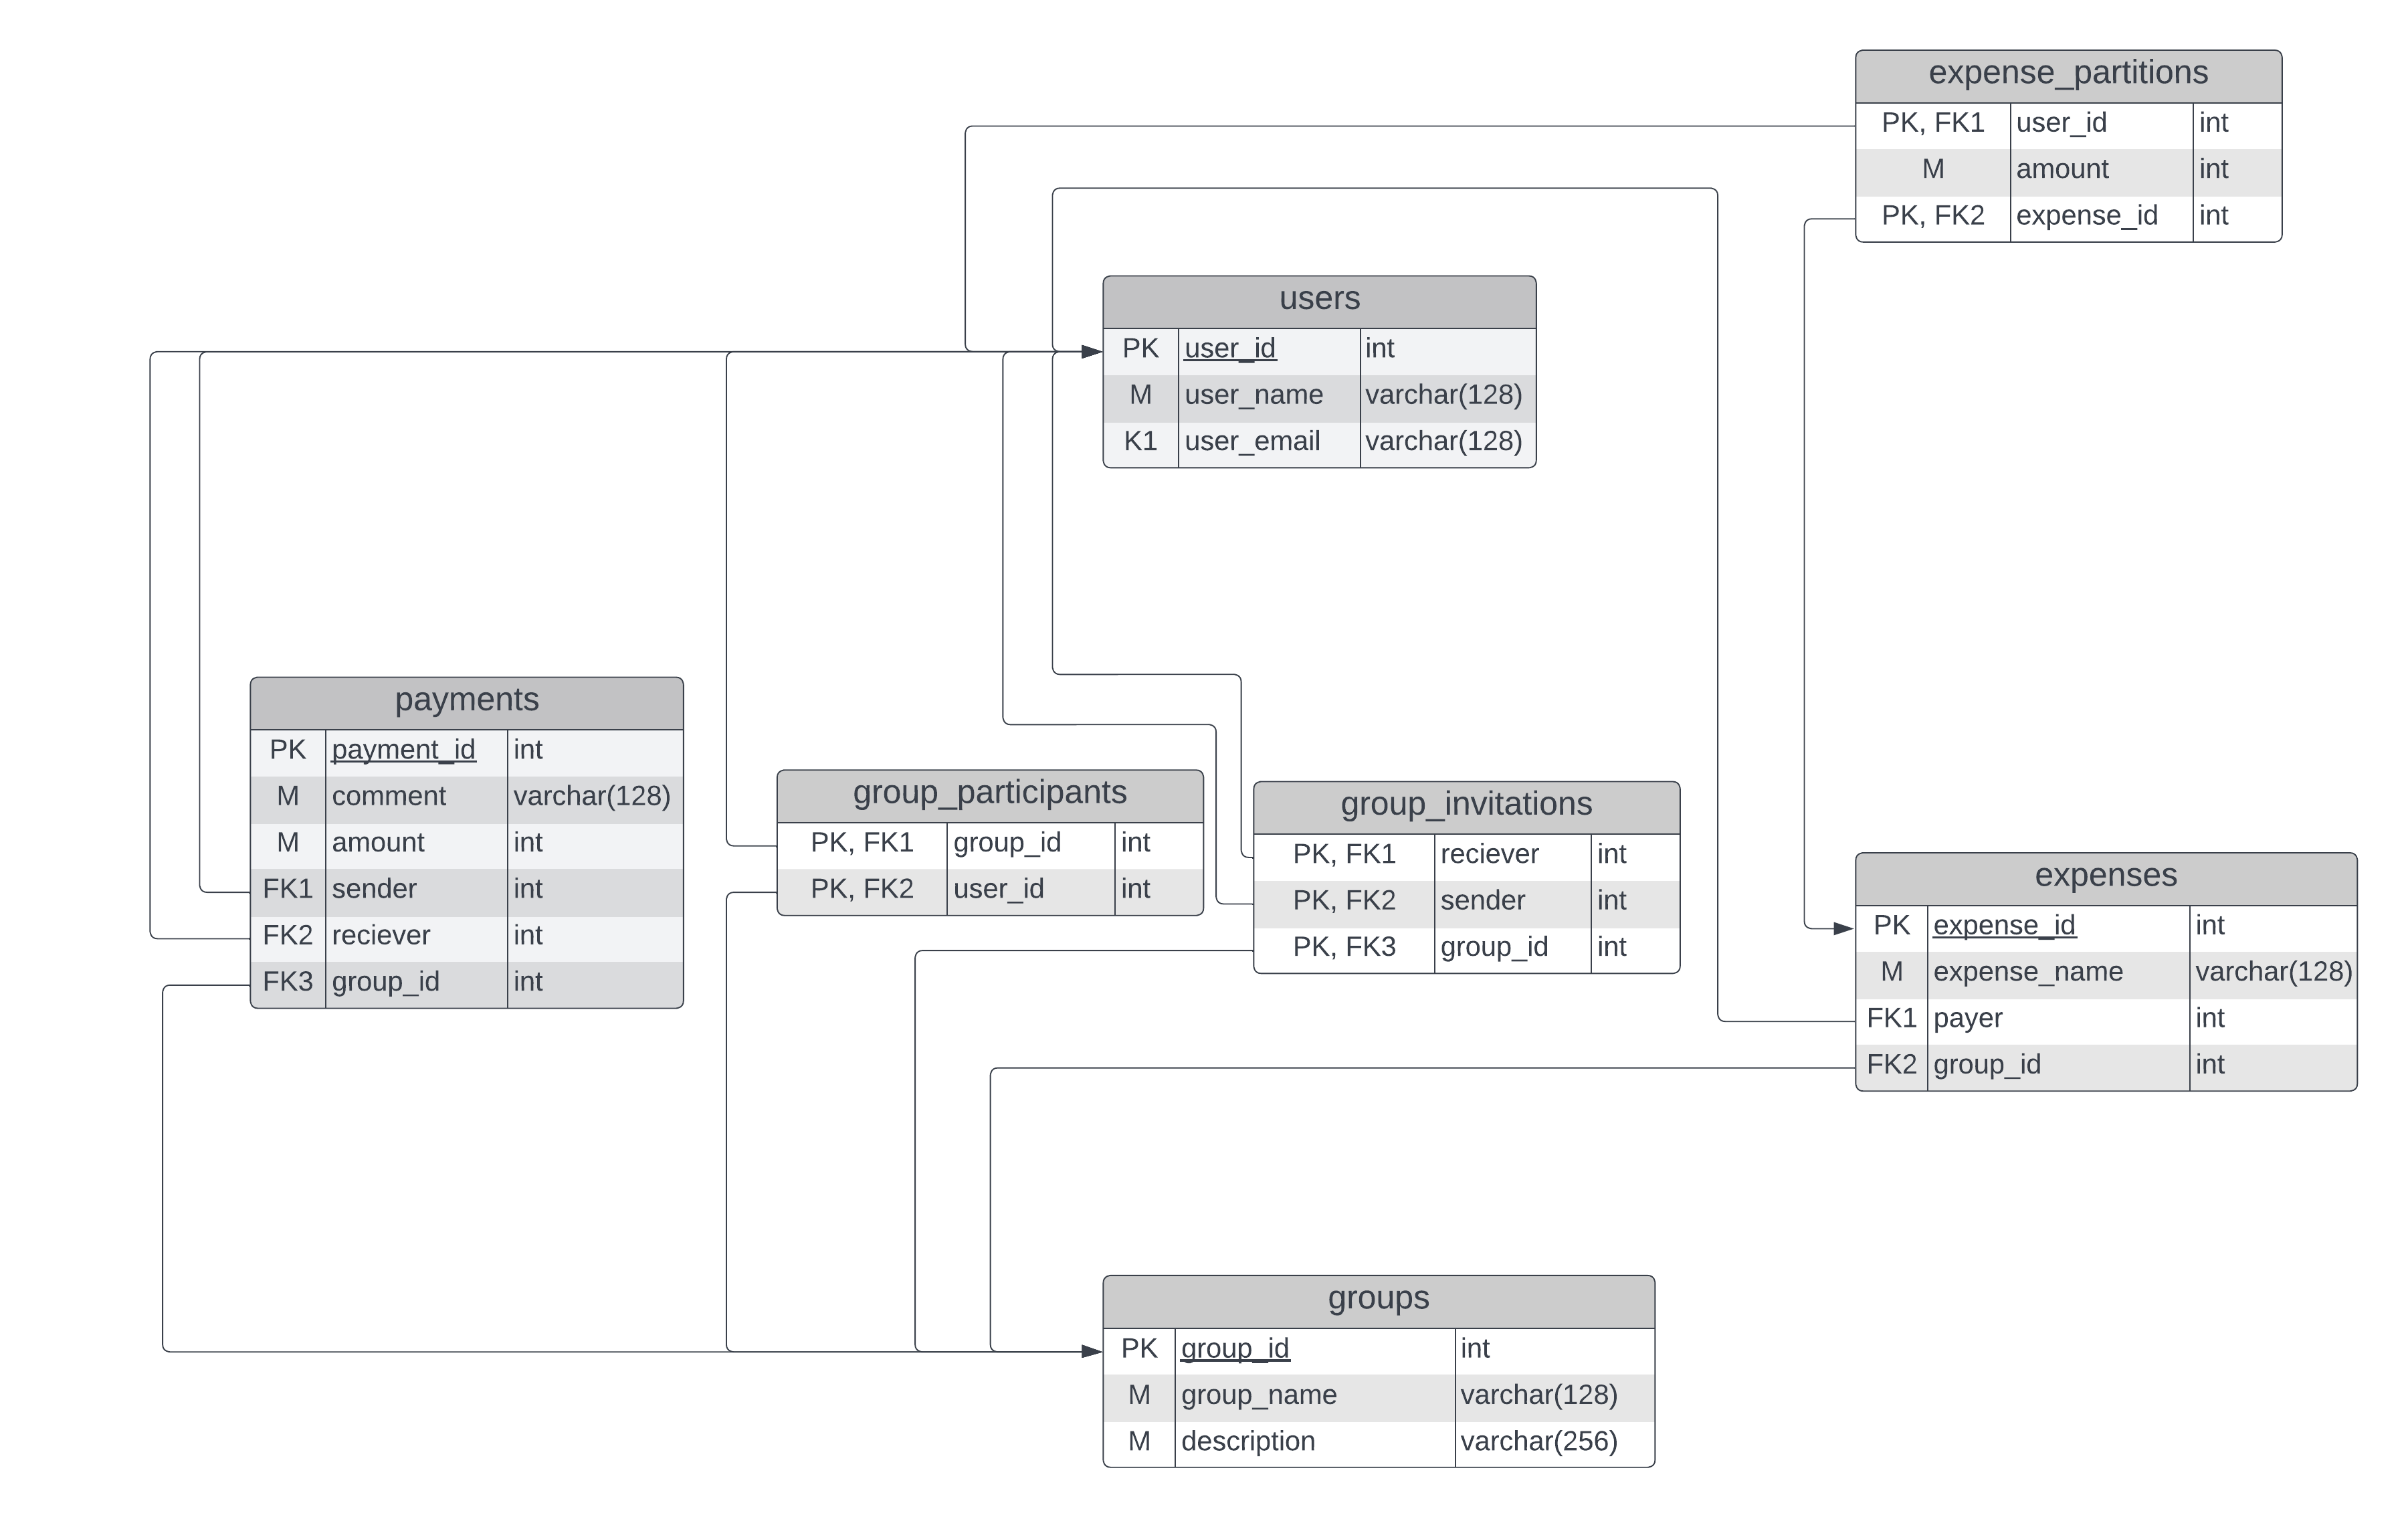 expense_partitions
PK, FK1 user_id int
M amount int
PK, FK2 expense_id int
users
PK user_id int
M user_name varchar(128)
K1 user_email varchar(128)
payments
PK payment_id int
M comment varchar(128)
M amount int
FK1 sender int
FK2 reciever int
FK3 group_id int
group_participants
PK, FK1 group_id int
PK, FK2 user_id int
group_invitations
PK, FK1 reciever int
PK, FK2 sender int
PK, FK3 group_id int
expenses
PK expense_id int
M expense_name varchar(128)
FK1 payer int
FK2 group_id int
groups
PK group_id int
M group_name varchar(128)
M description varchar(256)